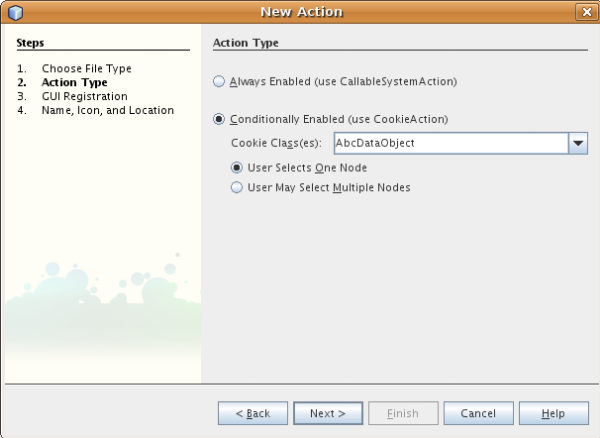 New Action
Steps
1. Choose File Type
2. Action Type
3. GUI Registration
4. Name, Icon, and Location
Action Type
Always Enabled (use CallableSystemAction)
Conditionally Enabled (use CookieAction)
Cookie Class(es): AbcDataObject
User Selects One Node
User May Select Multiple Nodes
< Back Next > Finish Cancel Help